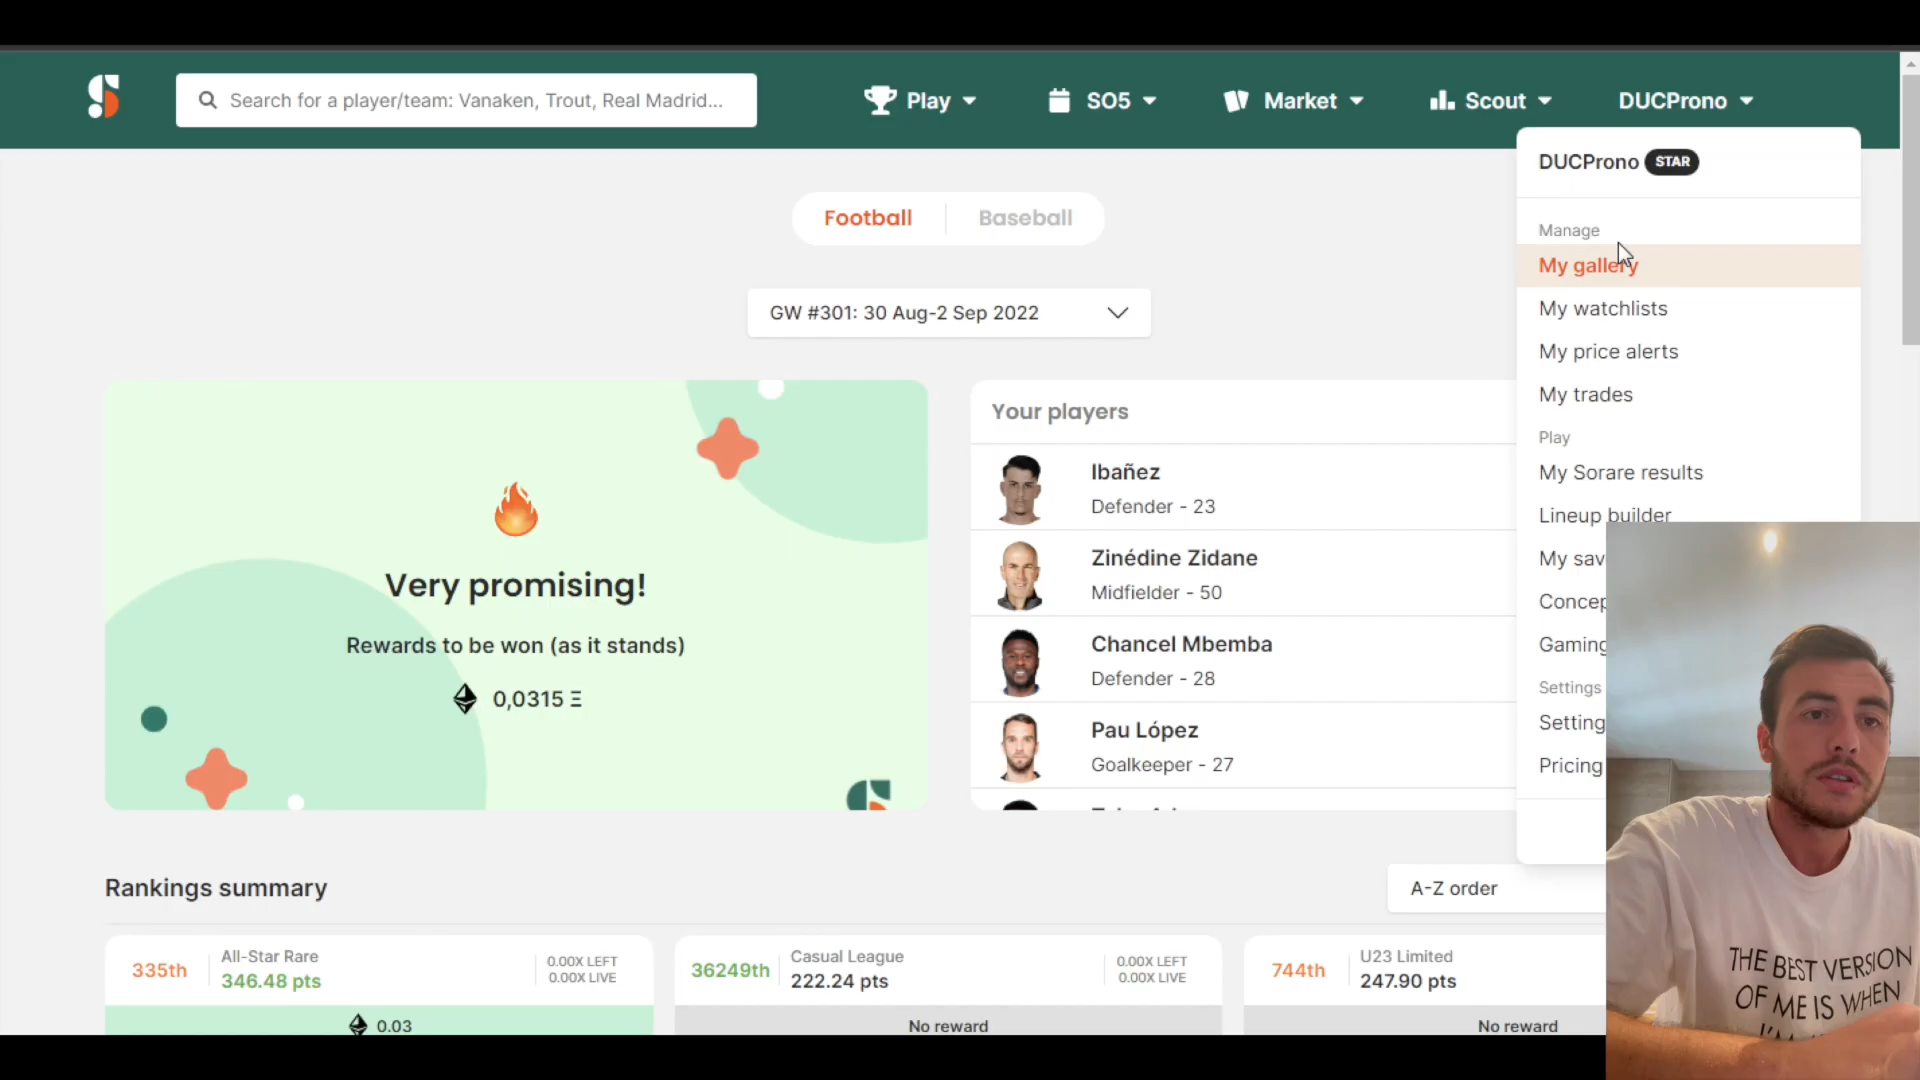 Search for a player/team: Vanaken, Trout, Real Madrid...
Play
SO5
Market
Scout
DUCProno
DUCProno STAR
Manage
My gallery
My watchlists
My price alerts
My trades
Play
My Sorare results
Lineup builder
My sav
Concep
Gaming
Settings
Setting
Pricing
Football
Baseball
GW #301: 30 Aug-2 Sep 2022
Very promising!
Rewards to be won (as it stands)
0,0315 Ξ
Your players
Ibañez
Defender - 23
Zinédine Zidane
Midfielder - 50
Chancel Mbemba
Defender - 28
Pau López
Goalkeeper - 27
Rankings summary
A-Z order
335th
All-Star Rare
346.48 pts
0.00X LEFT
0.00X LIVE
0.03
36249th
Casual League
222.24 pts
0.00X LEFT
0.00X LIVE
No reward
744th
U23 Limited
247.90 pts
No reward
THE BEST VERSION
OF ME IS WHEN